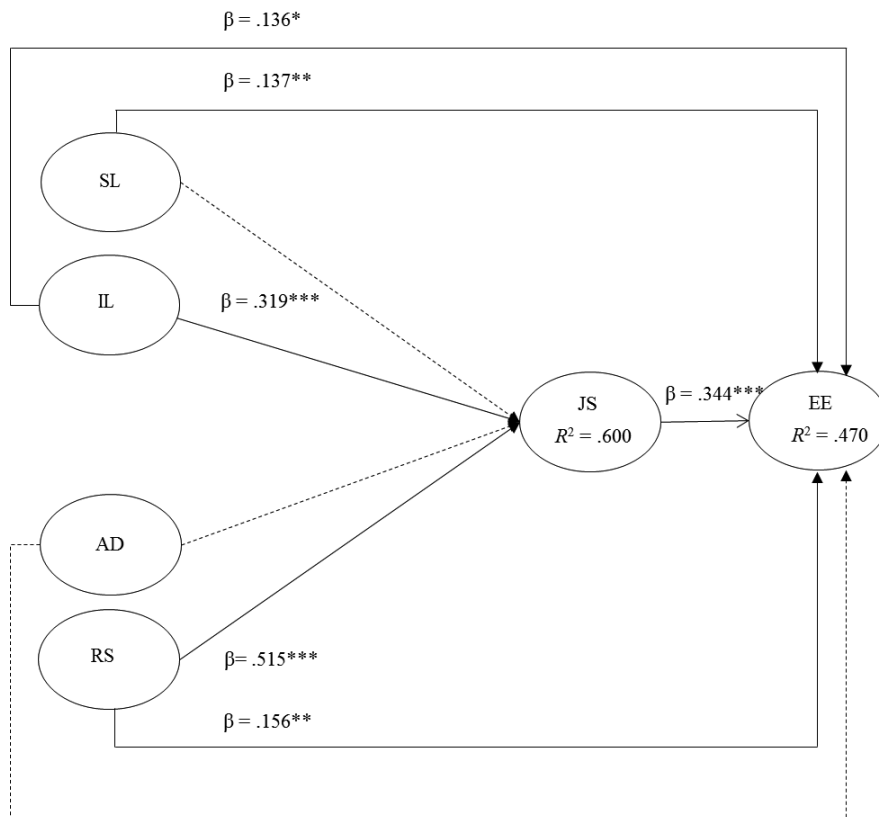 β = .136*
β = .137**
SL
IL
β = .319***
JS
R² = .600
β = .344***
EE
R² = .470
AD
RS
β= .515***
β = .156**